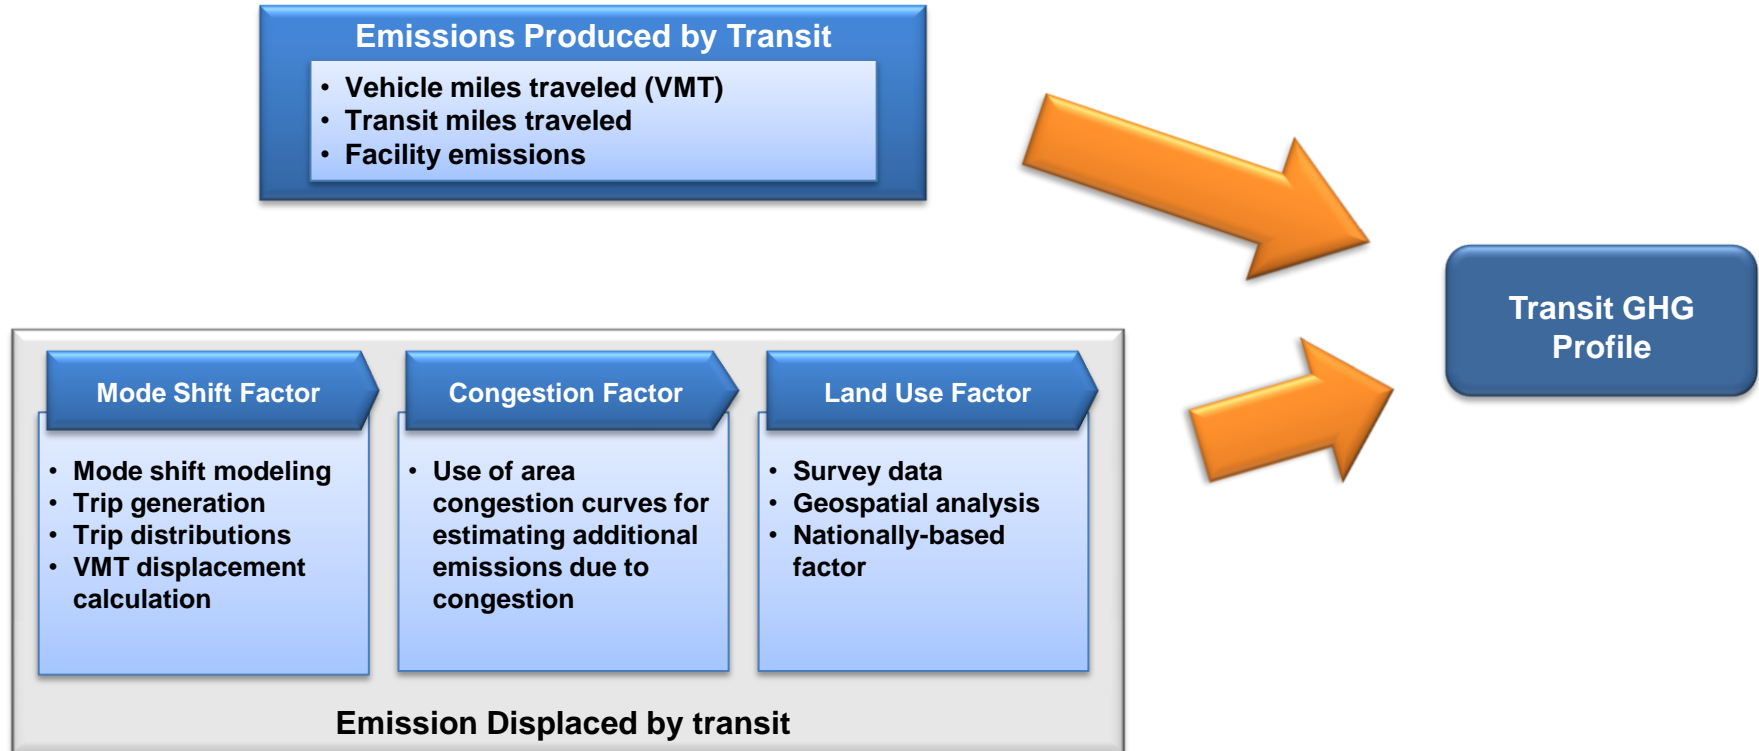 Emissions Produced by Transit
• Vehicle miles traveled (VMT)
• Transit miles traveled
• Facility emissions
Transit GHG
Profile
Mode Shift Factor
• Mode shift modeling
• Trip generation
• Trip distributions
• VMT displacement
calculation
Congestion Factor
• Use of area
congestion curves for
estimating additional
emissions due to
congestion
Land Use Factor
• Survey data
• Geospatial analysis
• Nationally-based
factor
Emission Displaced by transit